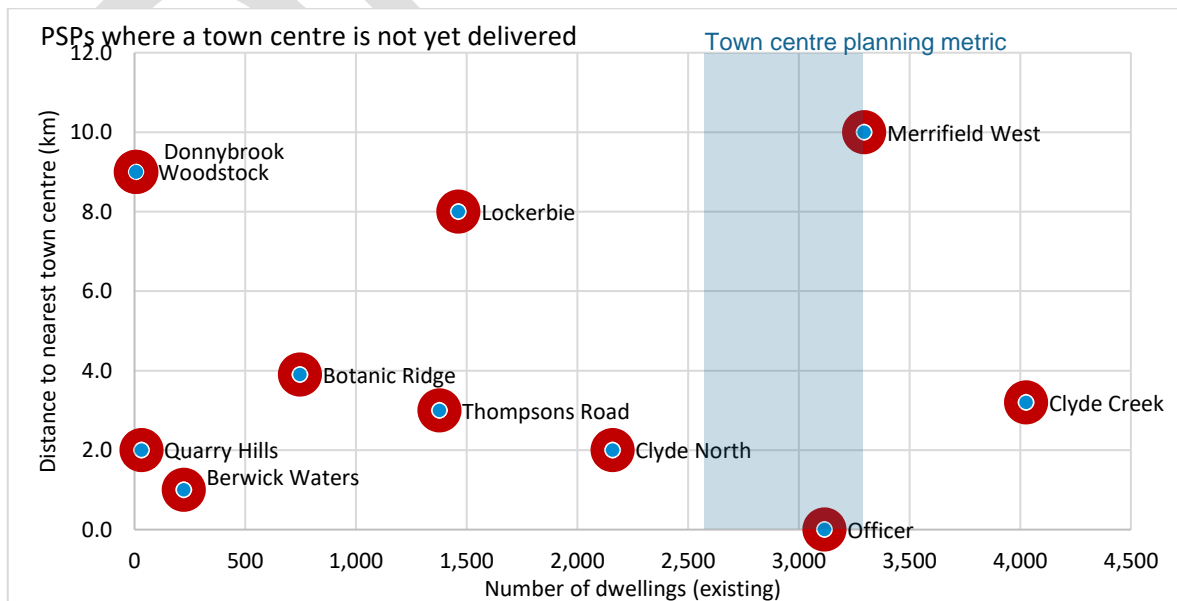 PSPs where a town centre is not yet delivered
Town centre planning metric
Distance to nearest town centre (km)
12.0
10.0
8.0
6.0
4.0
2.0
0.0
Donnybrook
Woodstock
Merrifield West
Lockerbie
Botanic Ridge
Thompsons Road
Clyde Creek
Quarry Hills
Clyde North
Berwick Waters
Officer
0
500
1,000
1,500
2,000
2,500
3,000
3,500
4,000
4,500
Number of dwellings (existing)